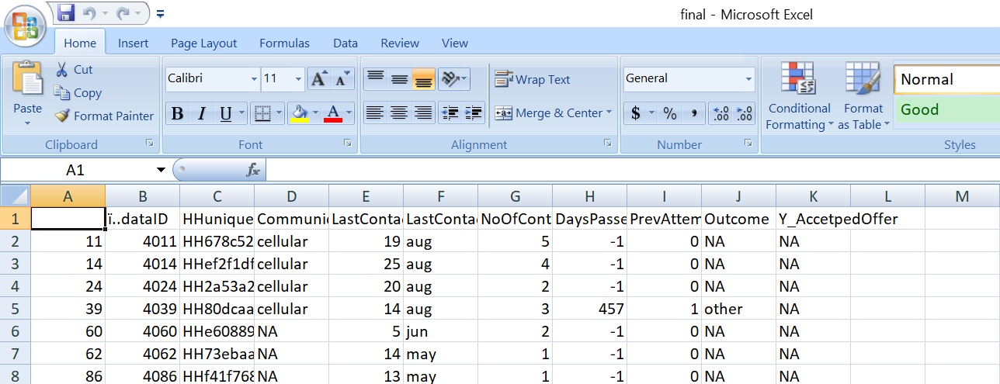 final - Microsoft Excel
Home Insert Page Layout Formulas Data Review View
Cut
Calibri 11 Wrap Text General Normal
Copy
Paste Format Painter B I U A Merge & Center $ % , .00 .00 Conditional Formatting Format as Table Good
Clipboard Font Alignment Number Styles
A1 fx
A B C D E F G H I J K L M
1 ï..dataID HHunique Communic LastConta LastConta NoOfCont DaysPasse PrevAttem Outcome Y_AccetpedOffer
2 11 4011 HH678c52 cellular 19 aug 5 -1 0 NA NA
3 14 4014 HHef2f1df cellular 25 aug 4 -1 0 NA NA
4 24 4024 HH2a53a2 cellular 20 aug 2 -1 0 NA NA
5 39 4039 HH80dcaa cellular 14 aug 3 457 1 other NA
6 60 4060 HHe60889 NA 5 jun 2 -1 0 NA NA
7 62 4062 HH73ebaa NA 14 may 1 -1 0 NA NA
8 86 4086 HHf41f768 NA 13 may 1 -1 0 NA NA